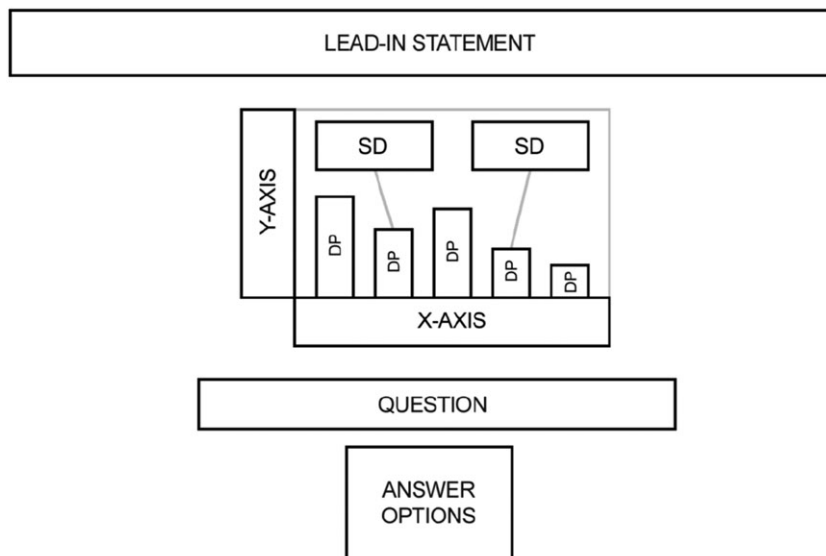 LEAD-IN STATEMENT
SD
SD
Y-AXIS
DP
DP
DP
DP
DP
X-AXIS
QUESTION
ANSWER
OPTIONS